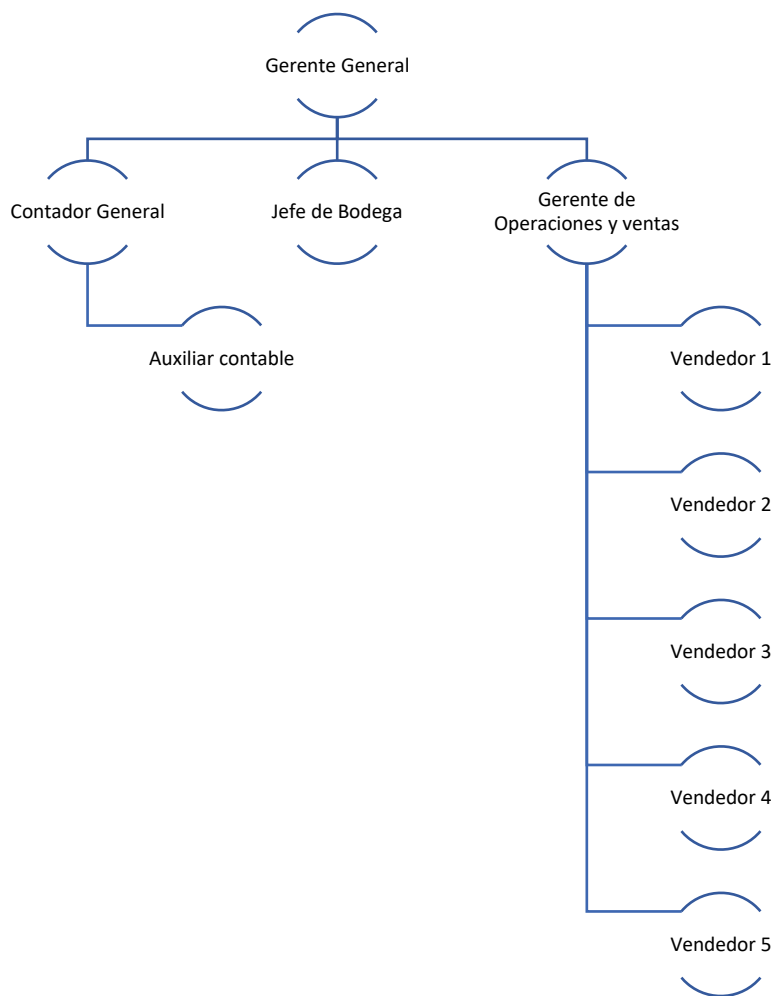 Gerente General
Contador General
Jefe de Bodega
Gerente de
Operaciones y ventas
Auxiliar contable
Vendedor 1
Vendedor 2
Vendedor 3
Vendedor 4
Vendedor 5